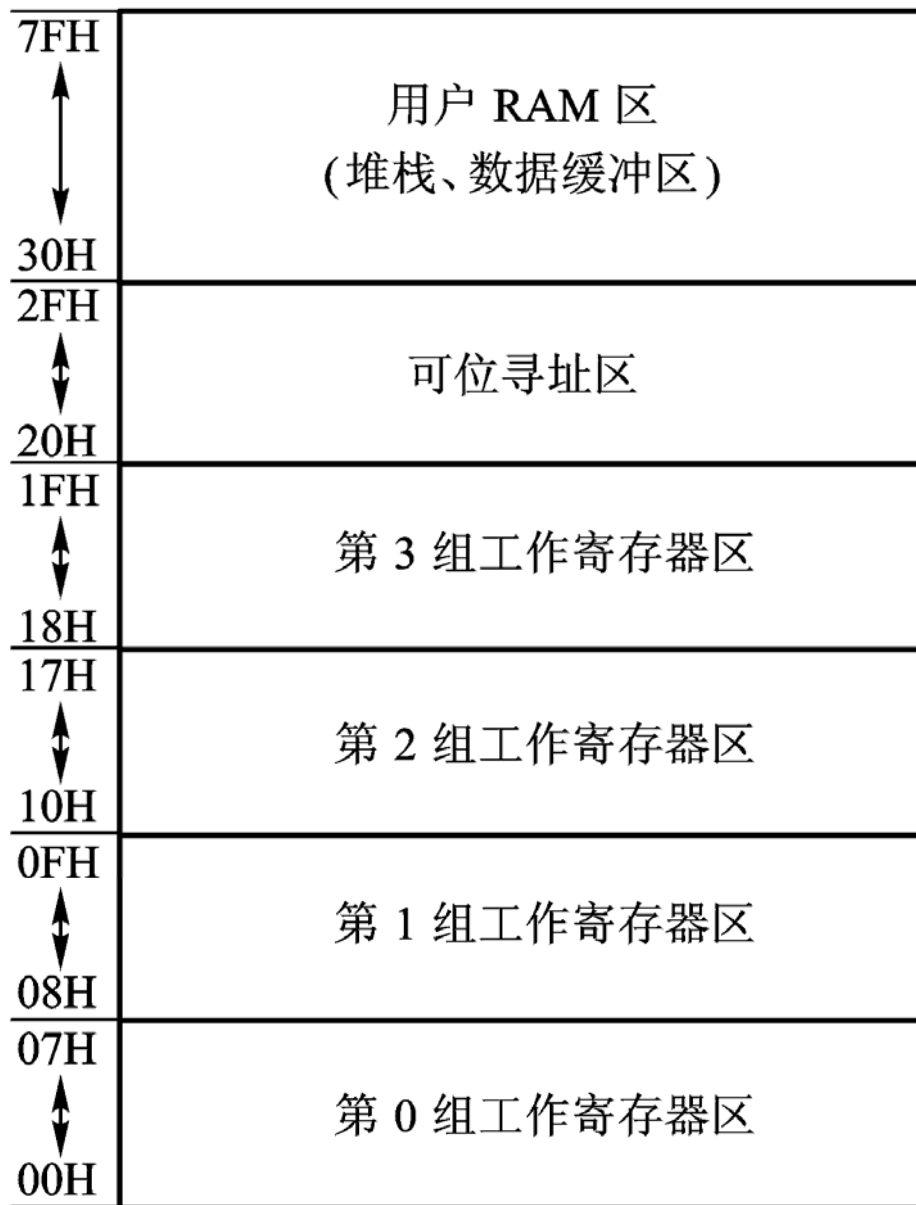 7FH
用户 RAM 区
(堆栈、数据缓冲区)
30H
2FH
可位寻址区
20H
1FH
第 3 组工作寄存器区
18H
17H
第 2 组工作寄存器区
10H
0FH
第 1 组工作寄存器区
08H
07H
第 0 组工作寄存器区
00H